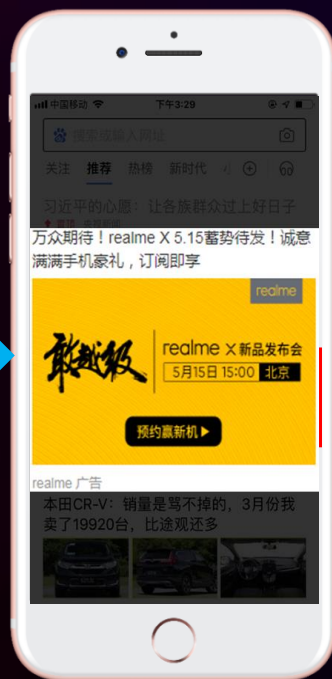 中国移动 下午3:29
搜索或输入网址
关注 推荐 热榜 新时代
习近平的心愿：让各族群众过上好日子
万众期待！realme X 5.15蓄势待发！诚意
满满手机豪礼，订阅即享
realme
敢越级
realme X 新品发布会
5月15日 15:00 北京
预约赢新机
realme 广告
本田CR-V：销量是骂不掉的，3月份我
卖了19920台，比途观还多